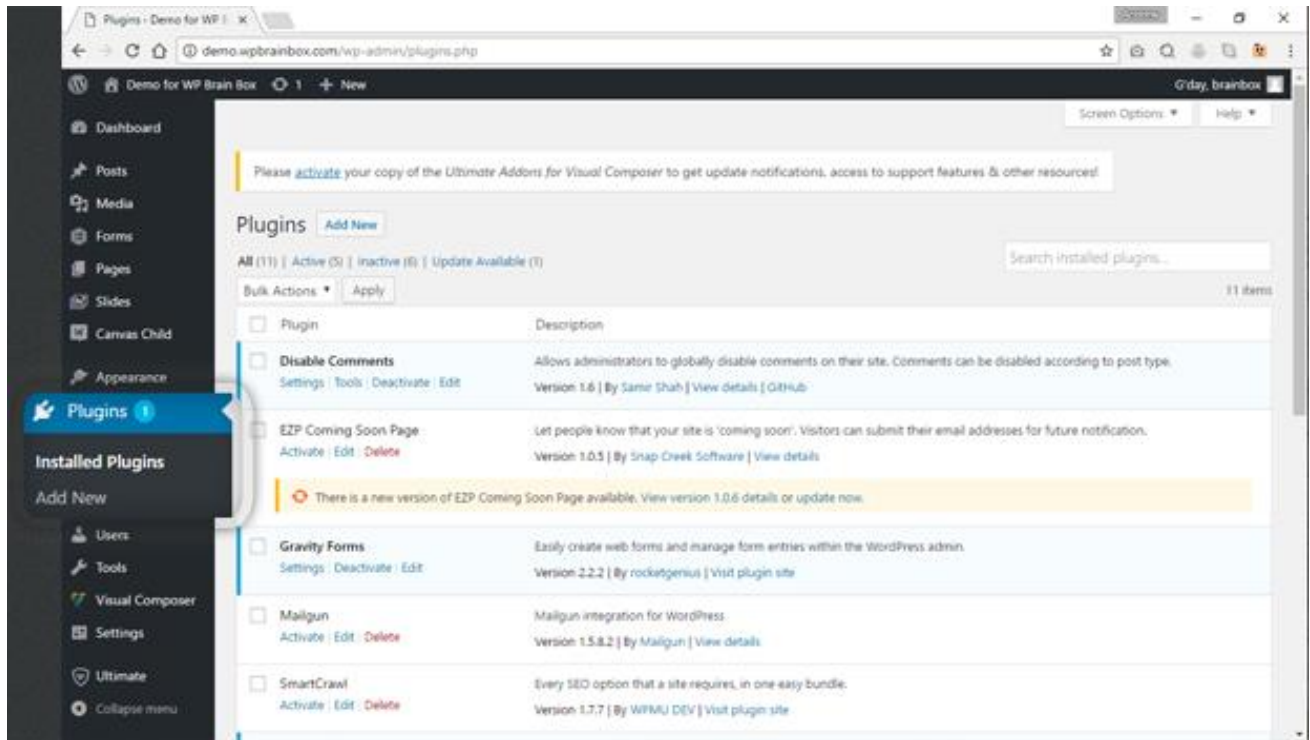 Plugins - Demo for WP
demo.wpbrainbox.com/wp-admin/plugins.php
Demo for WP Brain Box 1 + New G'day, brainbox
Screen Options Help
Dashboard
Posts
Media
Forms
Pages
Slides
Canvas Child
Appearance
Plugins 1
Installed Plugins
Add New
Users
Tools
Visual Composer
Settings
Ultimate
Collapse menu
Please activate your copy of the Ultimate Addons for Visual Composer to get update notifications, access to support features & other resources!
Plugins Add New
All (11) | Active (5) | Inactive (6) | Update Available (1)
Search installed plugins...
Bulk Actions Apply 11 items
Plugin Description
Disable Comments Allows administrators to globally disable comments on their site. Comments can be disabled according to post type.
Settings | Tools | Deactivate | Edit Version 1.6 | By Samir Shah | View details | GitHub
EZP Coming Soon Page Let people know that your site is 'coming soon'. Visitors can submit their email addresses for future notification.
Activate | Edit | Delete Version 1.0.5 | By Snap Creek Software | View details
There is a new version of EZP Coming Soon Page available. View version 1.0.6 details or update now.
Gravity Forms Easily create web forms and manage form entries within the WordPress admin.
Settings | Deactivate | Edit Version 2.2.2 | By rocketgenius | Visit plugin site
Mailgun Mailgun integration for WordPress
Activate | Edit | Delete Version 1.5.8.2 | By Mailgun | View details
SmartCrawl Every SEO option that a site requires, in one easy bundle.
Activate | Edit | Delete Version 1.7.7 | By WPMU DEV | Visit plugin site